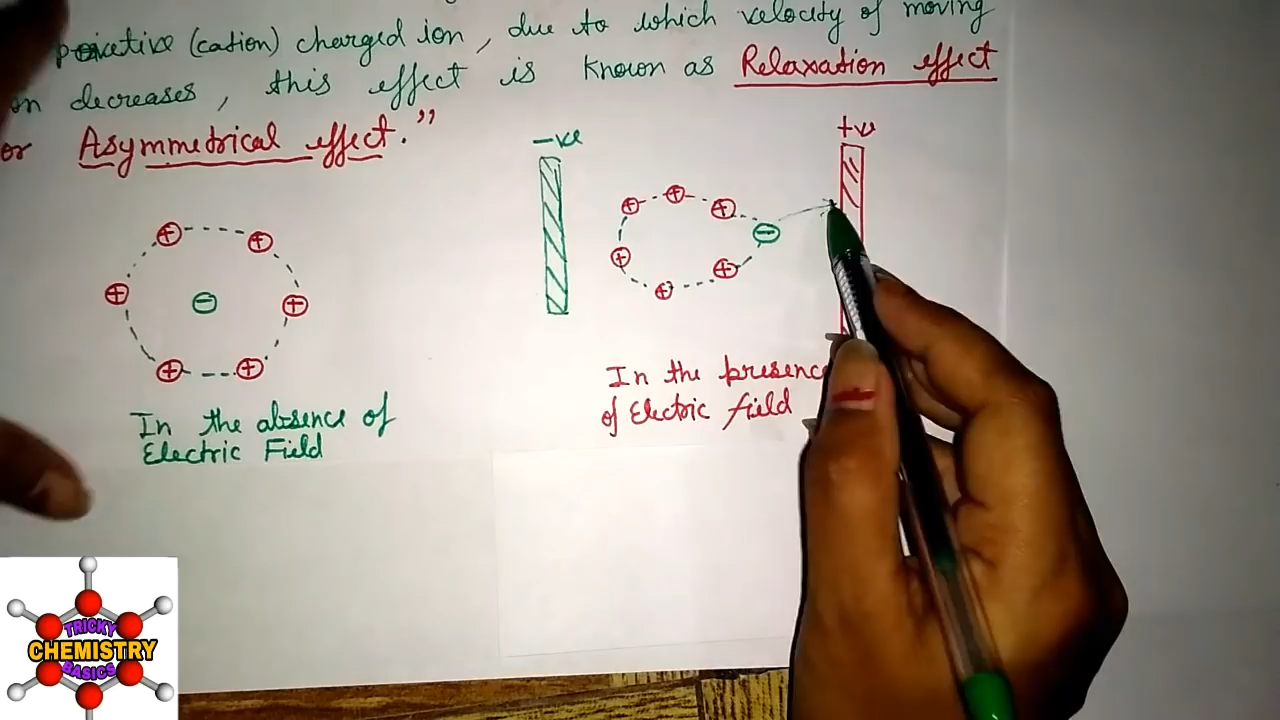 positive (cation) charged ion, due to which velocity of moving
on decreases, this effect is known as Relaxation effect
or Asymmetrical effect."
-ve
+ve
In the absence of
Electric Field
In the presence
of Electric field
TRICKY
CHEMISTRY
BASICS